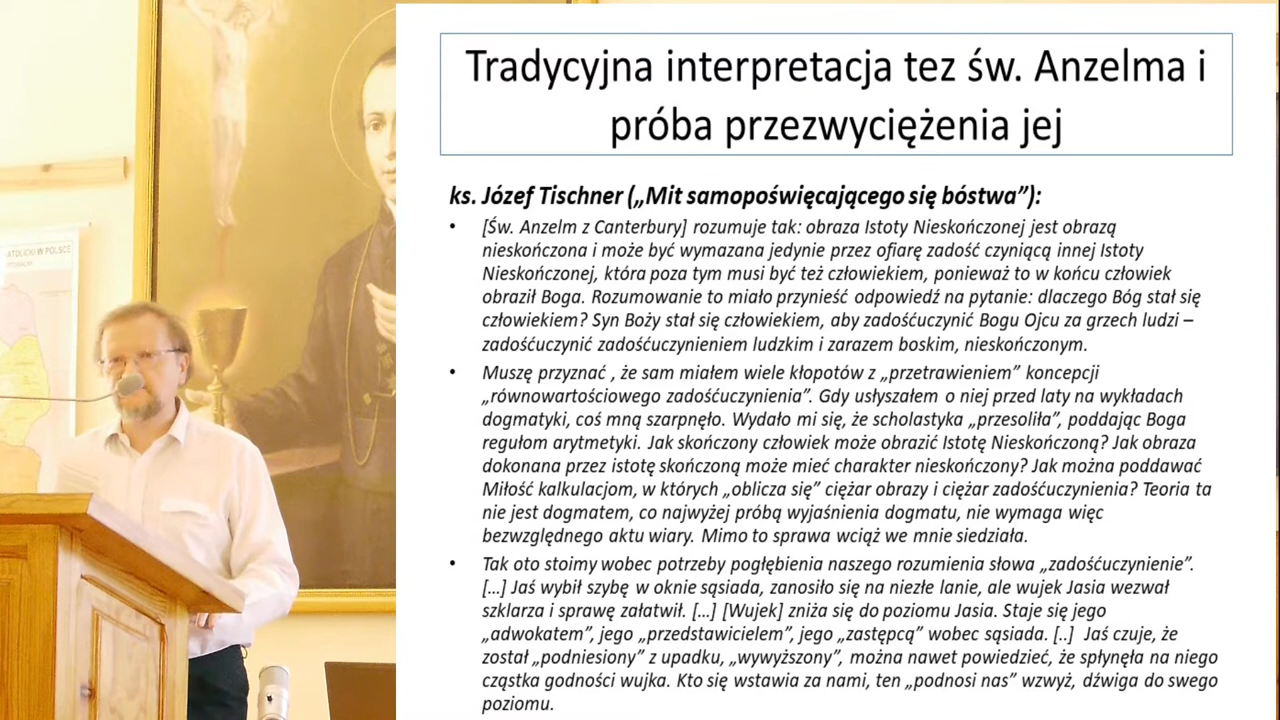 Tradycyjna interpretacja tez św. Anzelma i
próba przezwyciężenia jej
ks. Józef Tischner („Mit samopoświęcającego się bóstwa”):
• [Św. Anzelm z Canterbury] rozumuje tak: obraza Istoty Nieskończonej jest obrazą
nieskończona i może być wymazana jedynie przez ofiarę zadość czyniącą innej Istoty
Nieskończonej, która poza tym musi być też człowiekiem, ponieważ to w końcu człowiek
obraził Boga. Rozumowanie to miało przynieść odpowiedź na pytanie: dlaczego Bóg stał się
człowiekiem? Syn Boży stał się człowiekiem, aby zadośćuczynić Bogu Ojcu za grzech ludzi –
zadośćuczynić zadośćuczynieniem ludzkim i zarazem boskim, nieskończonym.
• Muszę przyznać , że sam miałem wiele kłopotów z „przetrawieniem” koncepcji
„równowartościowego zadośćuczynienia”. Gdy usłyszałem o niej przed laty na wykładach
dogmatyki, coś mną szarpnęło. Wydało mi się, że scholastyka „przesoliła”, poddając Boga
regułom arytmetyki. Jak skończony człowiek może obrazić Istotę Nieskończoną? Jak obraza
dokonana przez istotę skończoną może mieć charakter nieskończony? Jak można poddawać
Miłość kalkulacjom, w których „oblicza się” ciężar obrazy i ciężar zadośćuczynienia? Teoria ta
nie jest dogmatem, co najwyżej próbą wyjaśnienia dogmatu, nie wymaga więc
bezwzględnego aktu wiary. Mimo to sprawa wciąż we mnie siedziała.
• Tak oto stoimy wobec potrzeby pogłębienia naszego rozumienia słowa „zadośćuczynienie”.
[…] Jaś wybił szybę w oknie sąsiada, zanosiło się na niezłe lanie, ale wujek Jasia wezwał
szklarza i sprawę załatwił. […] [Wujek] zniża się do poziomu Jasia. Staje się jego
„adwokatem”, jego „przedstawicielem”, jego „zastępcą” wobec sąsiada. [..] Jaś czuje, że
został „podniesiony” z upadku, „wywyższony”, można nawet powiedzieć, że spłynęła na niego
cząstka godności wujka. Kto się wstawia za nami, ten „podnosi nas” wzwyż, dźwiga do swego
poziomu.
W POLSCE